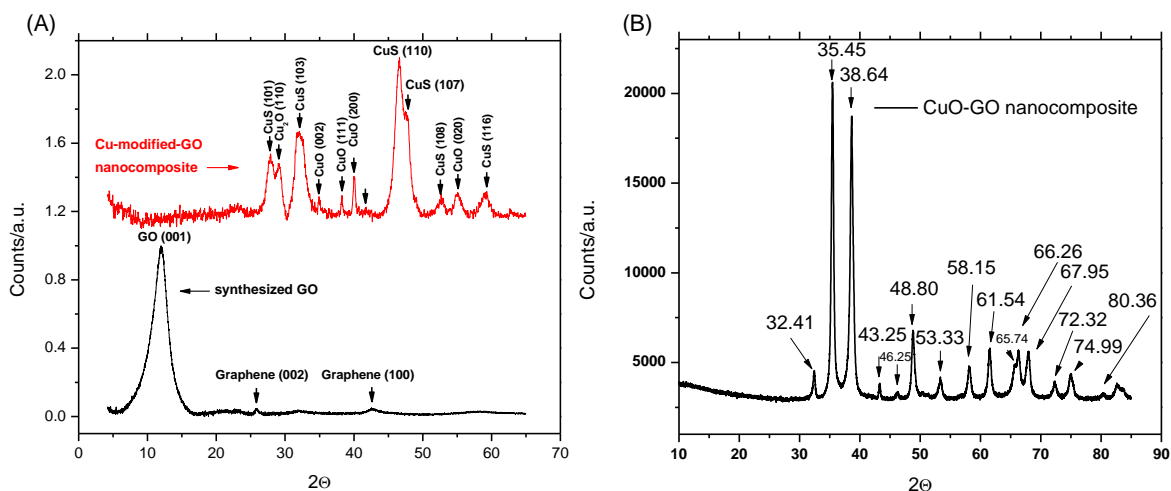 (A)
CuS (101)
Cu2O (110)
CuS (103)
CuO (002)
CuO (111)
CuO (200)
CuS (110)
CuS (107)
CuS (108)
CuO (020)
CuS (116)
Cu-modified-GO
nanocomposite
GO (001)
synthesized GO
Graphene (002)
Graphene (100)
Counts/a.u.
2.0
1.6
1.2
0.8
0.4
0.0
0
10
20
30
40
50
60
70
2Θ
(B)
35.45
38.64
CuO-GO nanocomposite
32.41
43.25
46.25
48.80
53.33
58.15
61.54
65.74
66.26
67.95
72.32
74.99
80.36
Counts/a.u.
20000
15000
10000
5000
10
20
30
40
50
60
70
80
90
2Θ